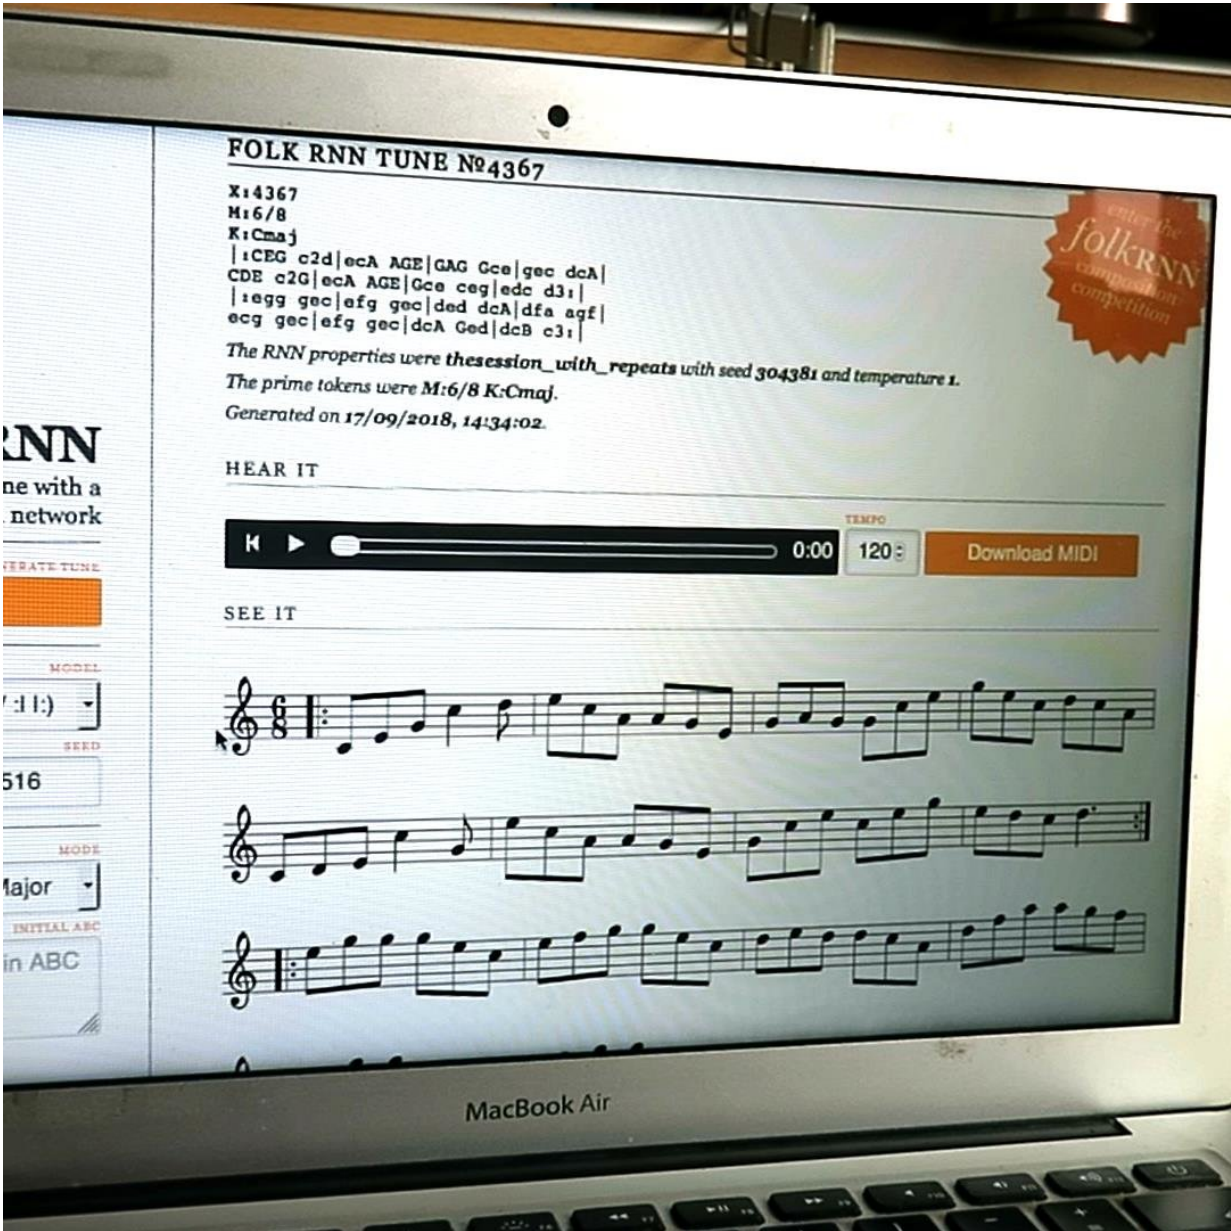 FOLK RNN TUNE №4367
X:4367
M:6/8
K:Cmaj
|:CEG c2d|ecA AGE|GAG Gce|gec dcA|
CDE c2G|ecA AGE|Gce ceg|edc d3:|
|:egg gec|efg gec|ded dcA|dfa agf|
ecg gec|efg gec|dcA Ged|dcB c3:|
The RNN properties were thesession_with_repeats with seed 304381 and temperature 1.
The prime tokens were M:6/8 K:Cmaj.
Generated on 17/09/2018, 14:34:02.
enter the
folkRNN
composition
competition
RNN
ne with a
network
NERATE TUNE
MODEL
:| |:)
SEED
516
MODE
Major
INITIAL ABC
in ABC
HEAR IT
0:00
TEMPO
120
Download MIDI
SEE IT
6
8
MacBook Air